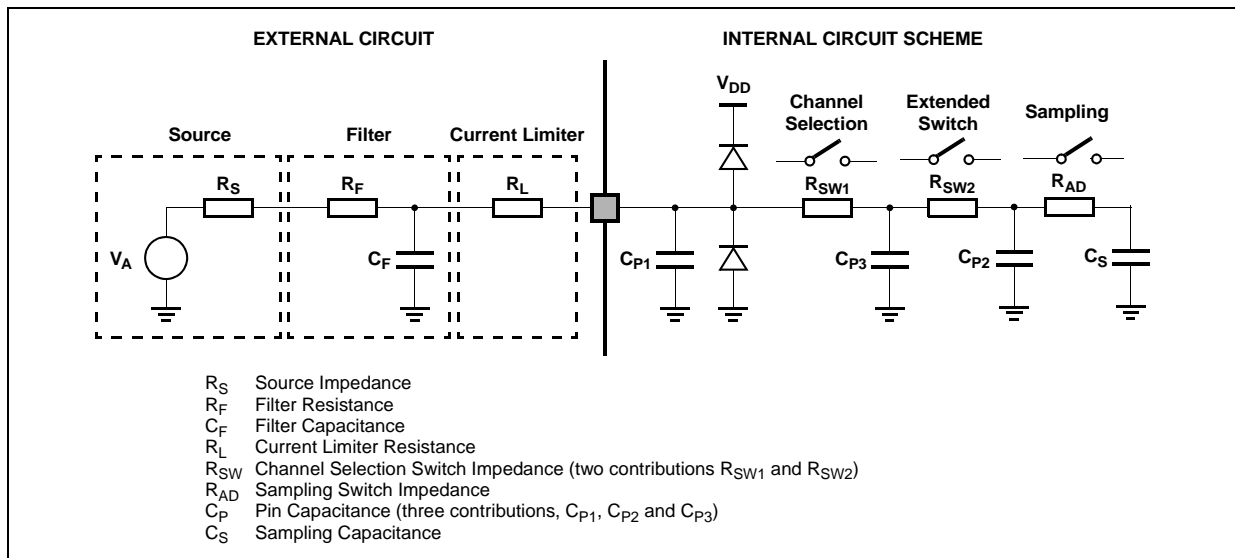 EXTERNAL CIRCUIT
INTERNAL CIRCUIT SCHEME
VDD
Channel
Selection
Extended
Switch
Sampling
Source
Filter
Current Limiter
RS
RF
RL
RSW1
RSW2
RAD
VA
CF
CP1
CP3
CP2
CS
RS Source Impedance
RF Filter Resistance
CF Filter Capacitance
RL Current Limiter Resistance
RSW Channel Selection Switch Impedance (two contributions RSW1 and RSW2)
RAD Sampling Switch Impedance
CP Pin Capacitance (three contributions, CP1, CP2 and CP3)
CS Sampling Capacitance